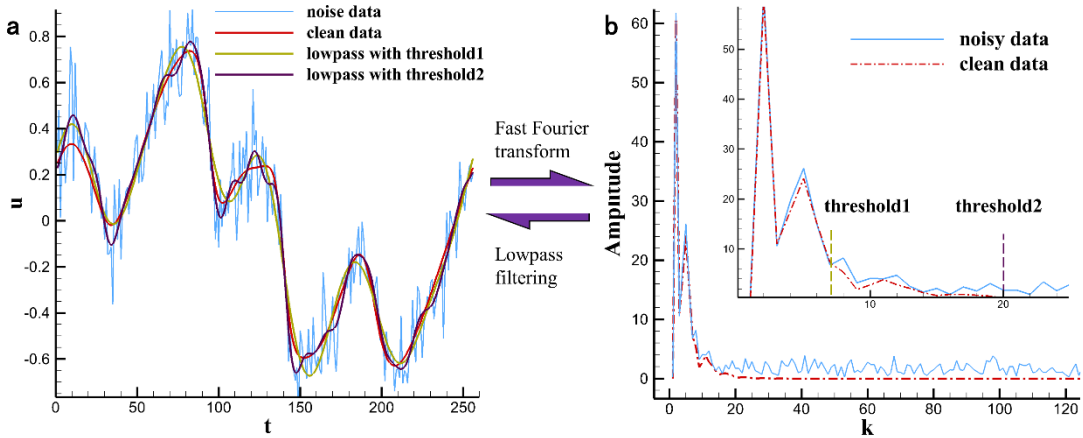 a
noise data
clean data
lowpass with threshold1
lowpass with threshold2
0.8
0.6
0.4
0.2
0
-0.2
-0.4
-0.6
u
0
50
100
150
200
250
t
Fast Fourier
transform
Lowpass
filtering
b
noisy data
clean data
60
50
40
30
20
10
0
Amplitude
50
40
30
20
10
threshold1
threshold2
10
20
0
20
40
60
80
100
120
k